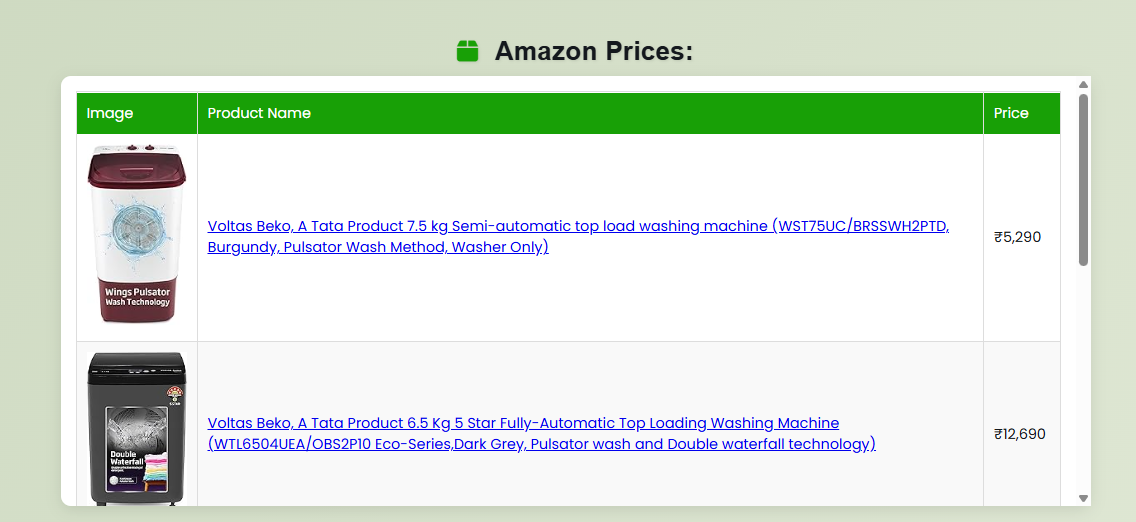 Amazon Prices:
Image Product Name Price
Voltas Beko, A Tata Product 7.5 kg Semi-automatic top load washing machine (WST75UC/BRSSWH2PTD,
Burgundy, Pulsator Wash Method, Washer Only)
₹5,290
Wings Pulsator
Wash Technology
Voltas Beko, A Tata Product 6.5 Kg 5 Star Fully-Automatic Top Loading Washing Machine
(WTL6504UEA/OBS2P10 Eco-Series,Dark Grey, Pulsator wash and Double waterfall technology)
₹12,690
5 STAR
Double
Waterfall